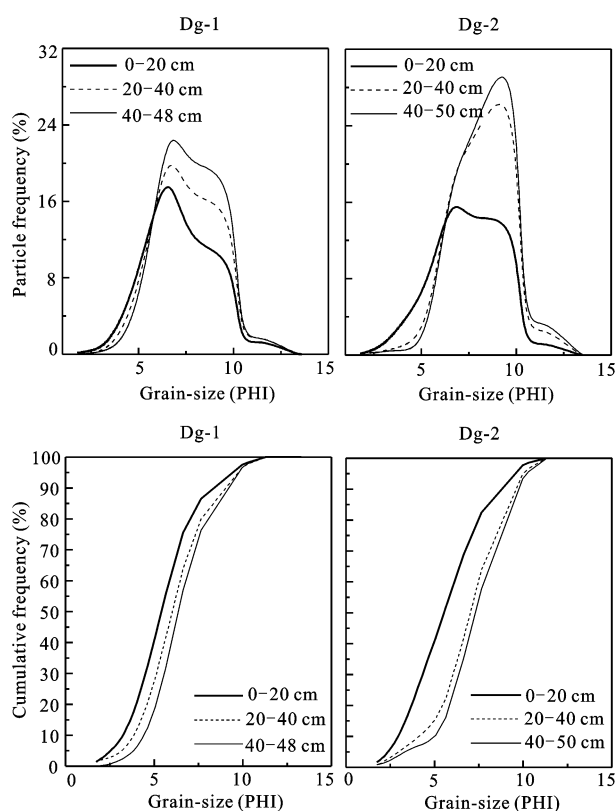 Dg-1
Dg-2
32
24
16
8
0
Particle frequency (%)
0-20 cm
20-40 cm
40-48 cm
0-20 cm
20-40 cm
40-50 cm
5
10
15
5
10
15
Grain-size (PHI)
Grain-size (PHI)
Dg-1
Dg-2
100
90
80
70
60
50
40
30
20
10
0
Cumulative frequency (%)
0-20 cm
20-40 cm
40-48 cm
0-20 cm
20-40 cm
40-50 cm
5
10
15
5
10
15
Grain-size (PHI)
Grain-size (PHI)